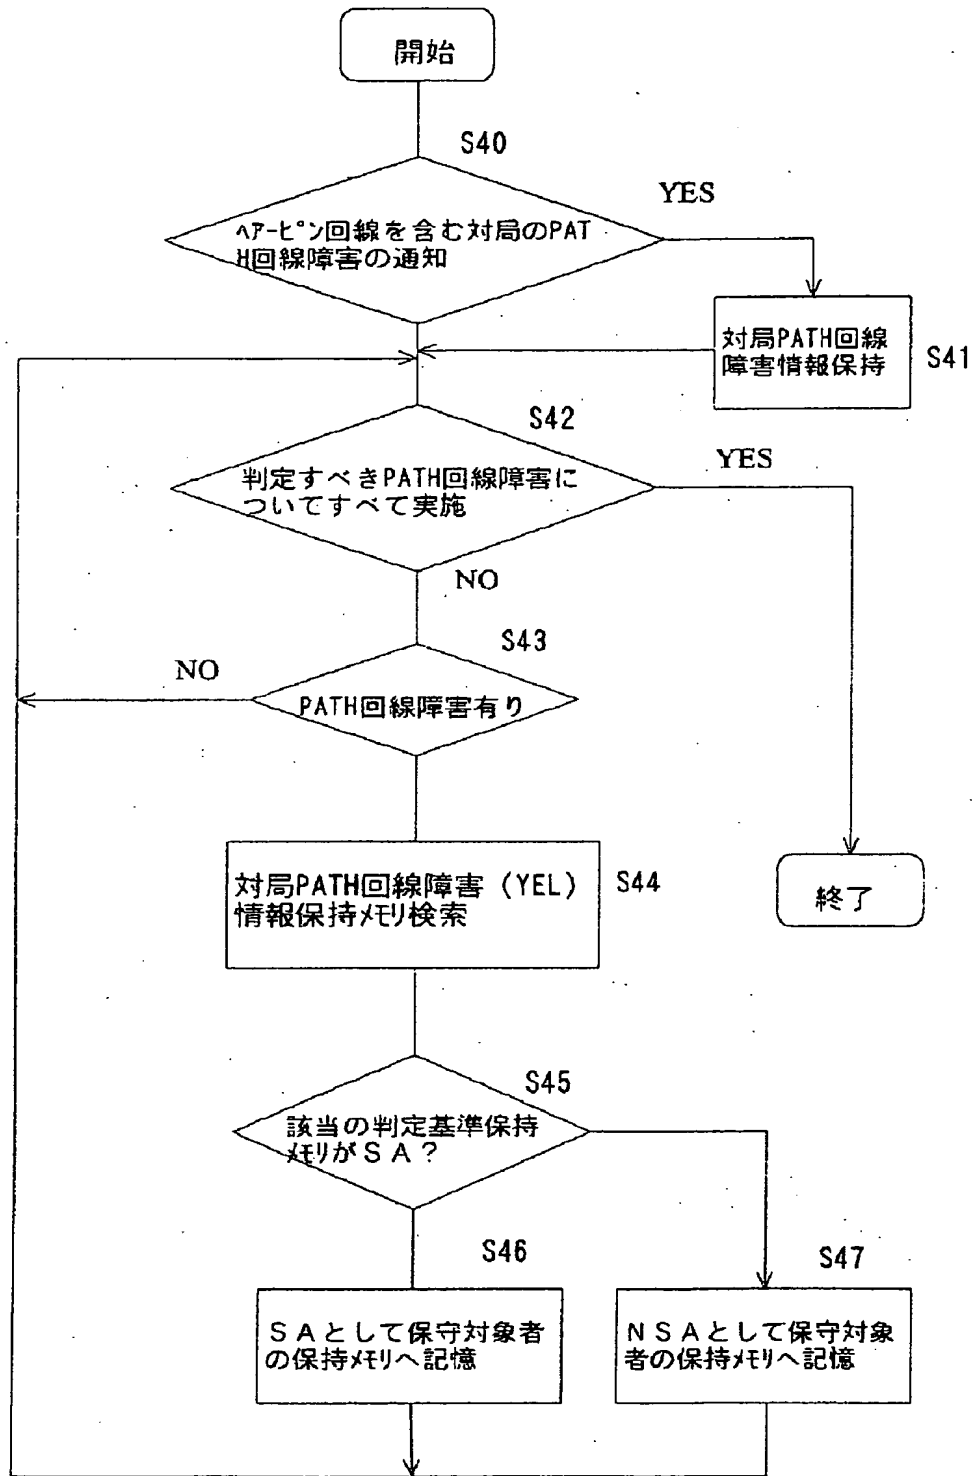 開始
S40
YES
ﾍｱｰﾋﾟﾝ回線を含む対局のPAT
H回線障害の通知
対局PATH回線
障害情報保持
S41
S42
YES
判定すべきPATH回線障害に
ついてすべて実施
NO
S43
NO
PATH回線障害有り
対局PATH回線障害（YEL）
情報保持ﾒﾓﾘ検索
S44
終了
S45
該当の判定基準保持
ﾒﾓﾘがＳＡ？
S46
S47
ＳＡとして保守対象者
の保持ﾒﾓﾘへ記憶
ＮＳＡとして保守対象
者の保持ﾒﾓﾘへ記憶